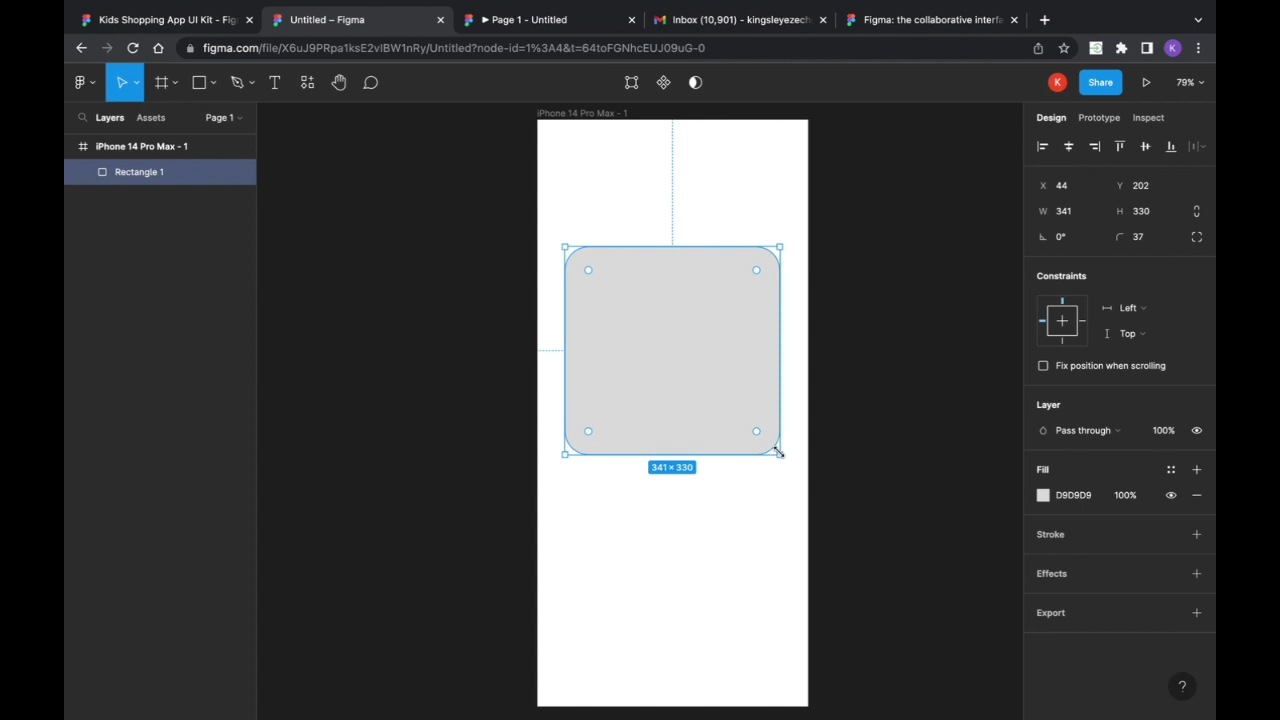 Kids Shopping App UI Kit - Fig
Untitled – Figma
Page 1 - Untitled
Inbox (10,901) - kingsleyezech
Figma: the collaborative interfa
figma.com/file/X6uJ9PRpa1ksE2vIBW1nRy/Untitled?node-id=1%3A4&t=64toFGNhcEUJ09uG-0
K
T
K
Share
79%
Layers
Assets
Page 1
iPhone 14 Pro Max - 1
Rectangle 1
iPhone 14 Pro Max - 1
341 × 330
Design
Prototype
Inspect
X 44
Y 202
W 341
H 330
0°
37
Constraints
Left
Top
Fix position when scrolling
Layer
Pass through
100%
Fill
D9D9D9
100%
Stroke
Effects
Export
?